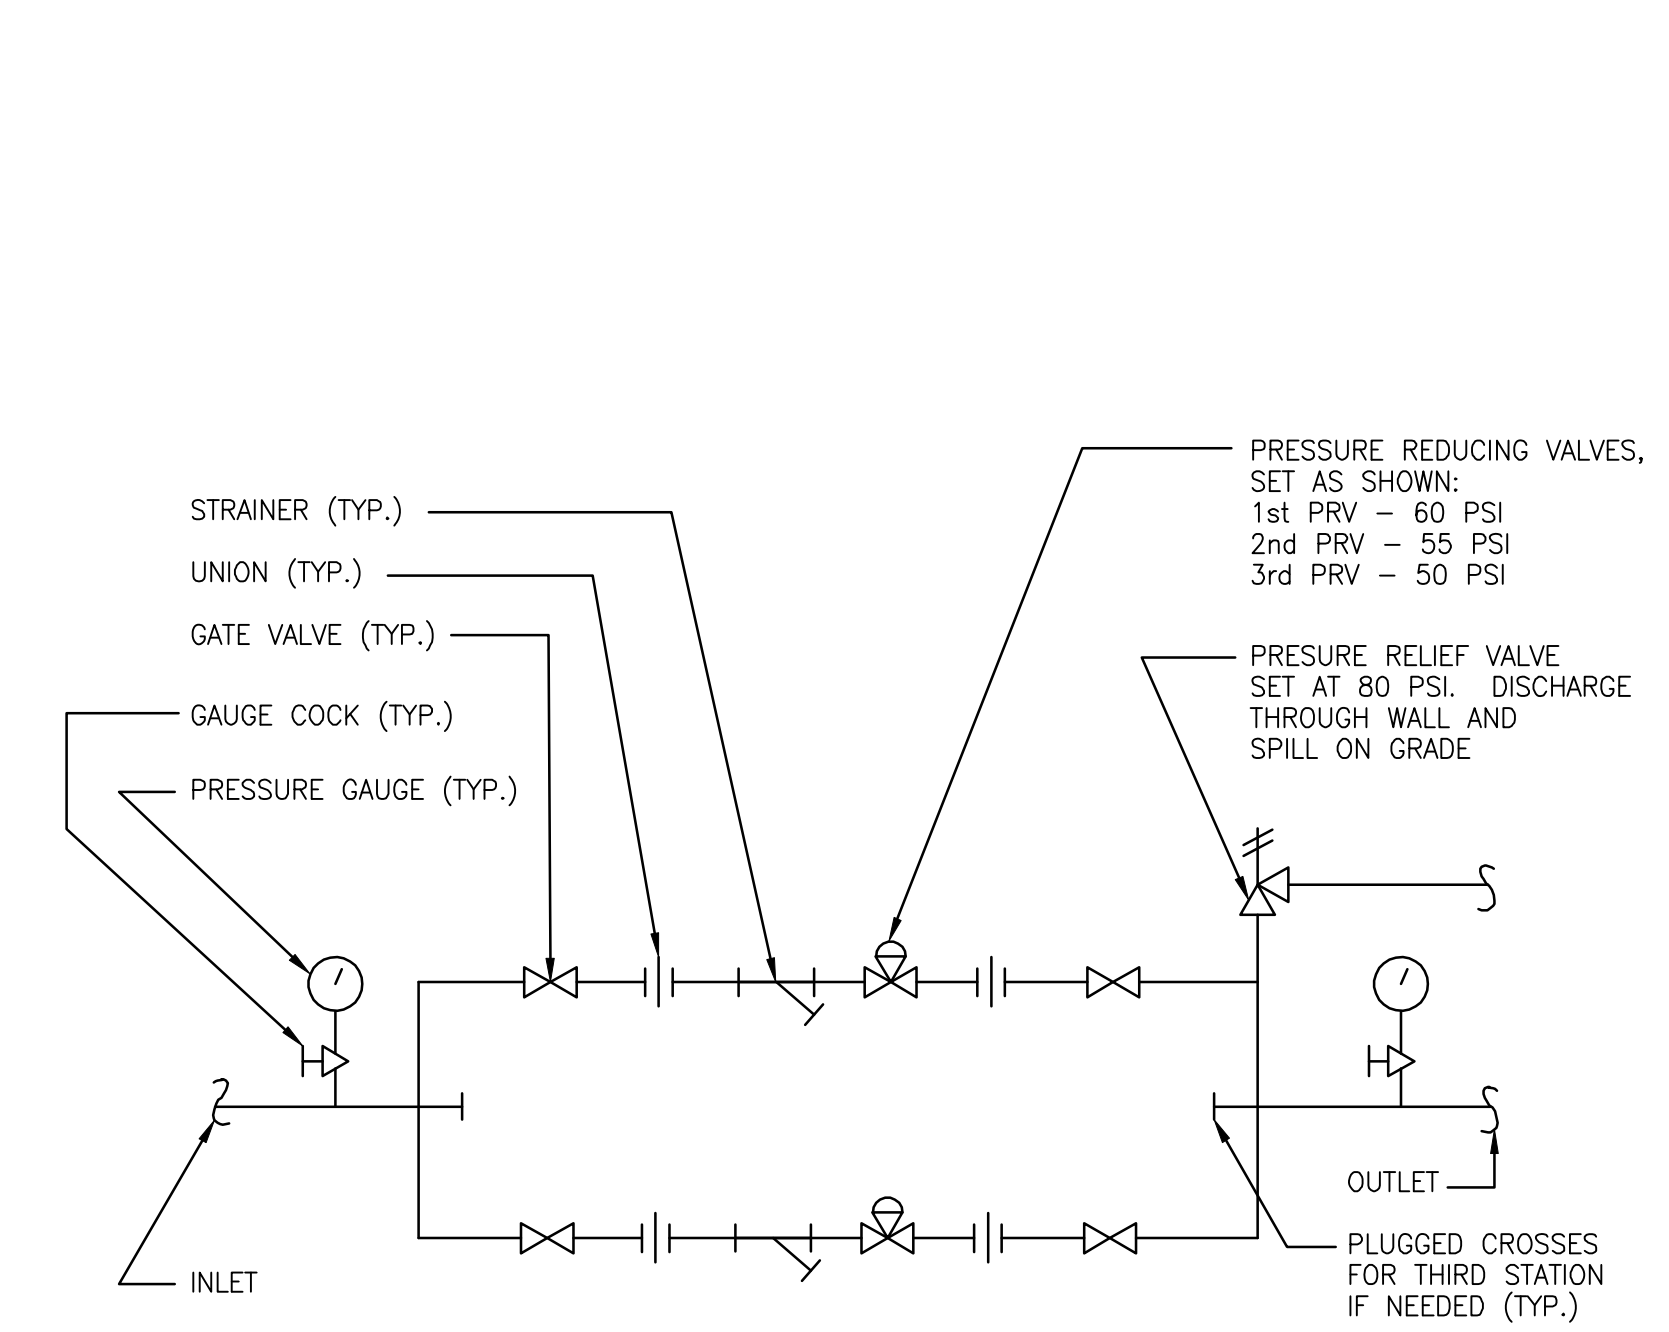 STRAINER (TYP.)
UNION (TYP.)
GATE VALVE (TYP.)
GAUGE COCK (TYP.)
PRESSURE GAUGE (TYP.)
PRESSURE REDUCING VALVES,
SET AS SHOWN:
1st PRV – 60 PSI
2nd PRV – 55 PSI
3rd PRV – 50 PSI
PRESURE RELIEF VALVE
SET AT 80 PSI. DISCHARGE
THROUGH WALL AND
SPILL ON GRADE
INLET
OUTLET
PLUGGED CROSSES
FOR THIRD STATION
IF NEEDED (TYP.)